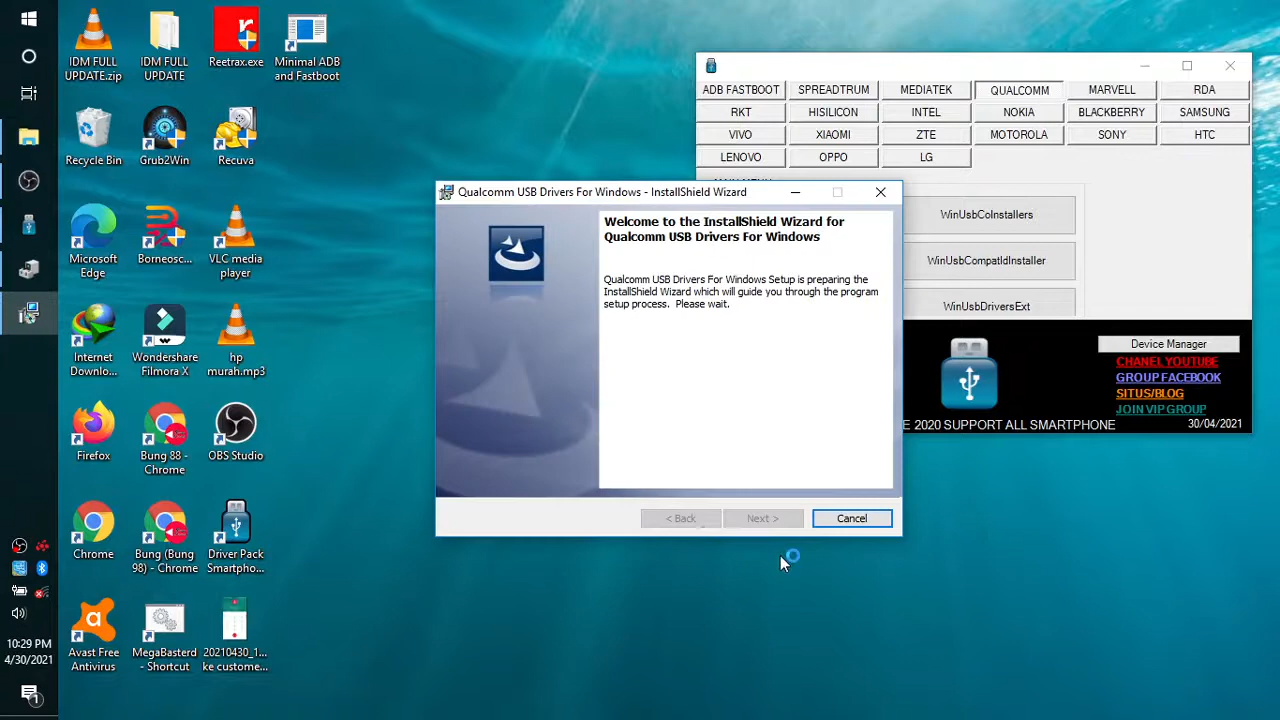 IDM FULL
UPDATE.zip
IDM FULL
UPDATE
Reetrax.exe
Minimal ADB
and Fastboot
Recycle Bin
Grub2Win
Recuva
Microsoft
Edge
Borneosc...
VLC media
player
Internet
Downlo...
Wondershare
Filmora X
hp
murah.mp3
Firefox
Bung 88 -
Chrome
OBS Studio
Chrome
Bung (Bung
98) - Chrome
Driver Pack
Smartpho...
Avast Free
Antivirus
MegaBasterd
- Shortcut
20210430_1...
ke custome...
10:29 PM
4/30/2021
1
ADB FASTBOOT
SPREADTRUM
MEDIATEK
QUALCOMM
MARVELL
RDA
RKT
HISILICON
INTEL
NOKIA
BLACKBERRY
SAMSUNG
VIVO
XIAOMI
ZTE
MOTOROLA
SONY
HTC
LENOVO
OPPO
LG
WinUsbCoInstallers
WinUsbCompatIdInstaller
WinUsbDriversExt
Device Manager
CHANEL YOUTUBE
GROUP FACEBOOK
SITUS/BLOG
JOIN VIP GROUP
E 2020 SUPPORT ALL SMARTPHONE
30/04/2021
Qualcomm USB Drivers For Windows - InstallShield Wizard
Welcome to the InstallShield Wizard for
Qualcomm USB Drivers For Windows
Qualcomm USB Drivers For Windows Setup is preparing the
InstallShield Wizard which will guide you through the program
setup process. Please wait.
< Back
Next >
Cancel